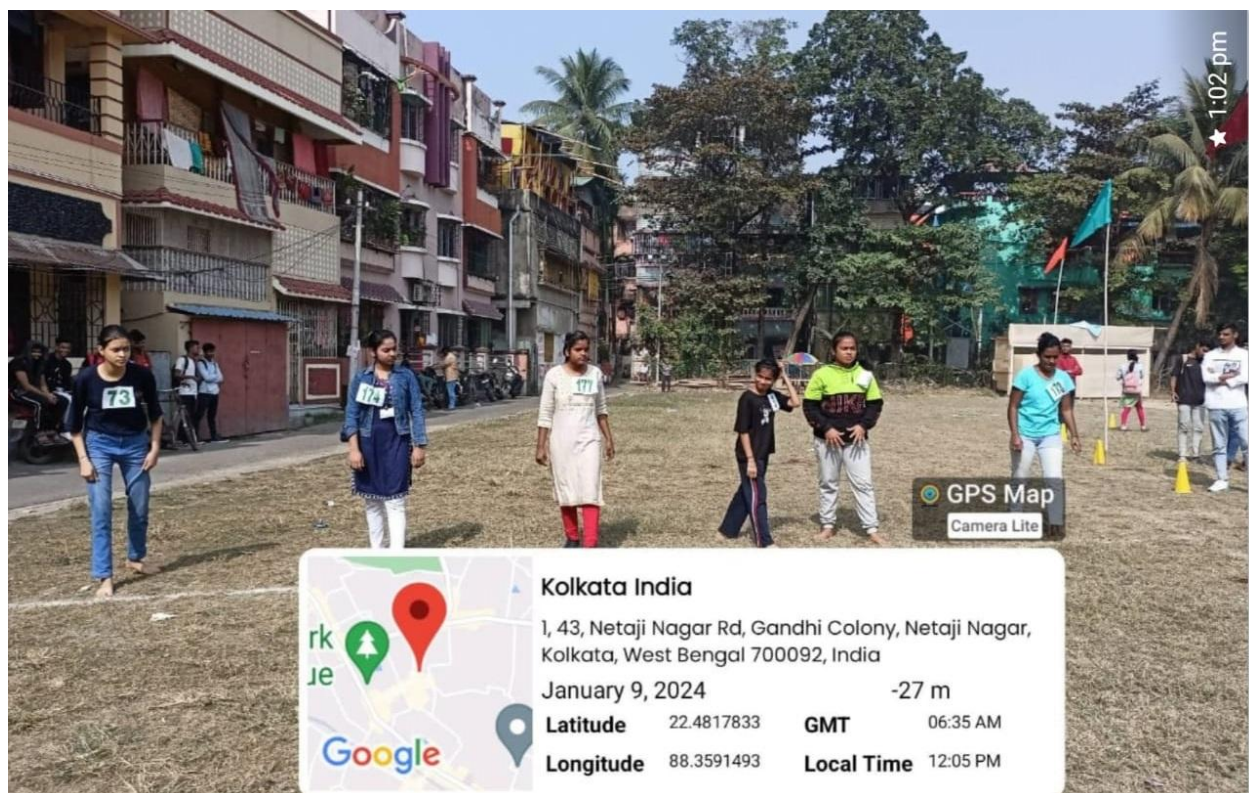 ★ 1:02 pm
73
174
177
GPS Map
Camera Lite
Kolkata India
1, 43, Netaji Nagar Rd, Gandhi Colony, Netaji Nagar,
Kolkata, West Bengal 700092, India
January 9, 2024
-27 m
Latitude 22.4817833
GMT 06:35 AM
Longitude 88.3591493
Local Time 12:05 PM
rk
ue
Google